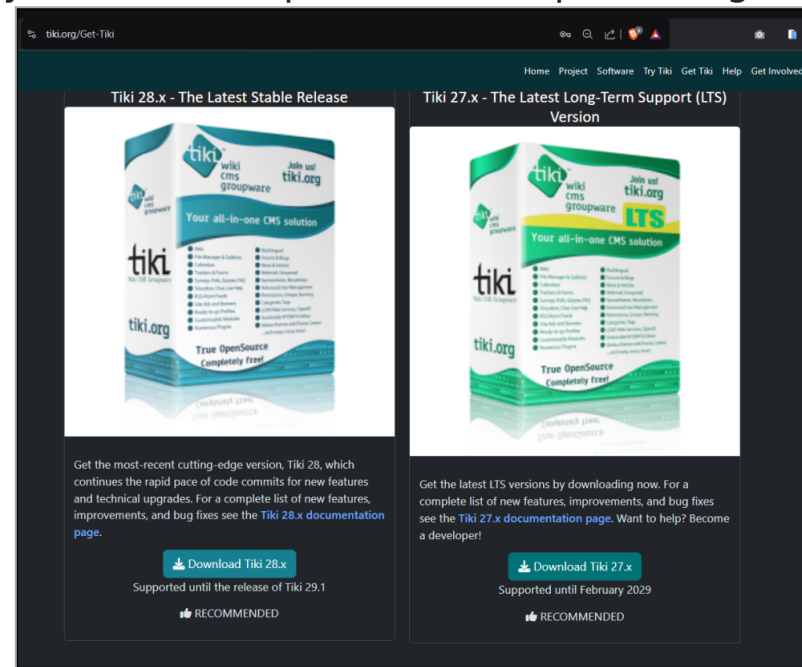 tiki.org/Get-Tiki
Home Project Software Try Tiki Get Tiki Help Get Involved
Tiki 28.x - The Latest Stable Release
tiki
wiki
cms
groupware
Join us!
tiki.org
Your all-in-one CMS solution
tiki
tiki.org
True OpenSource
Completely free!
Get the most-recent cutting-edge version, Tiki 28, which
continues the rapid pace of code commits for new features
and technical upgrades. For a complete list of new features,
improvements, and bug fixes see the Tiki 28.x documentation
page.
Download Tiki 28.x
Supported until the release of Tiki 29.1
RECOMMENDED
Tiki 27.x - The Latest Long-Term Support (LTS)
Version
tiki
wiki
cms
groupware
Join us!
tiki.org
LTS
Your all-in-one CMS solution
tiki
tiki.org
True OpenSource
Completely free!
Get the latest LTS versions by downloading now. For a
complete list of new features, improvements, and bug fixes
see the Tiki 27.x documentation page. Want to help? Become
a developer!
Download Tiki 27.x
Supported until February 2029
RECOMMENDED